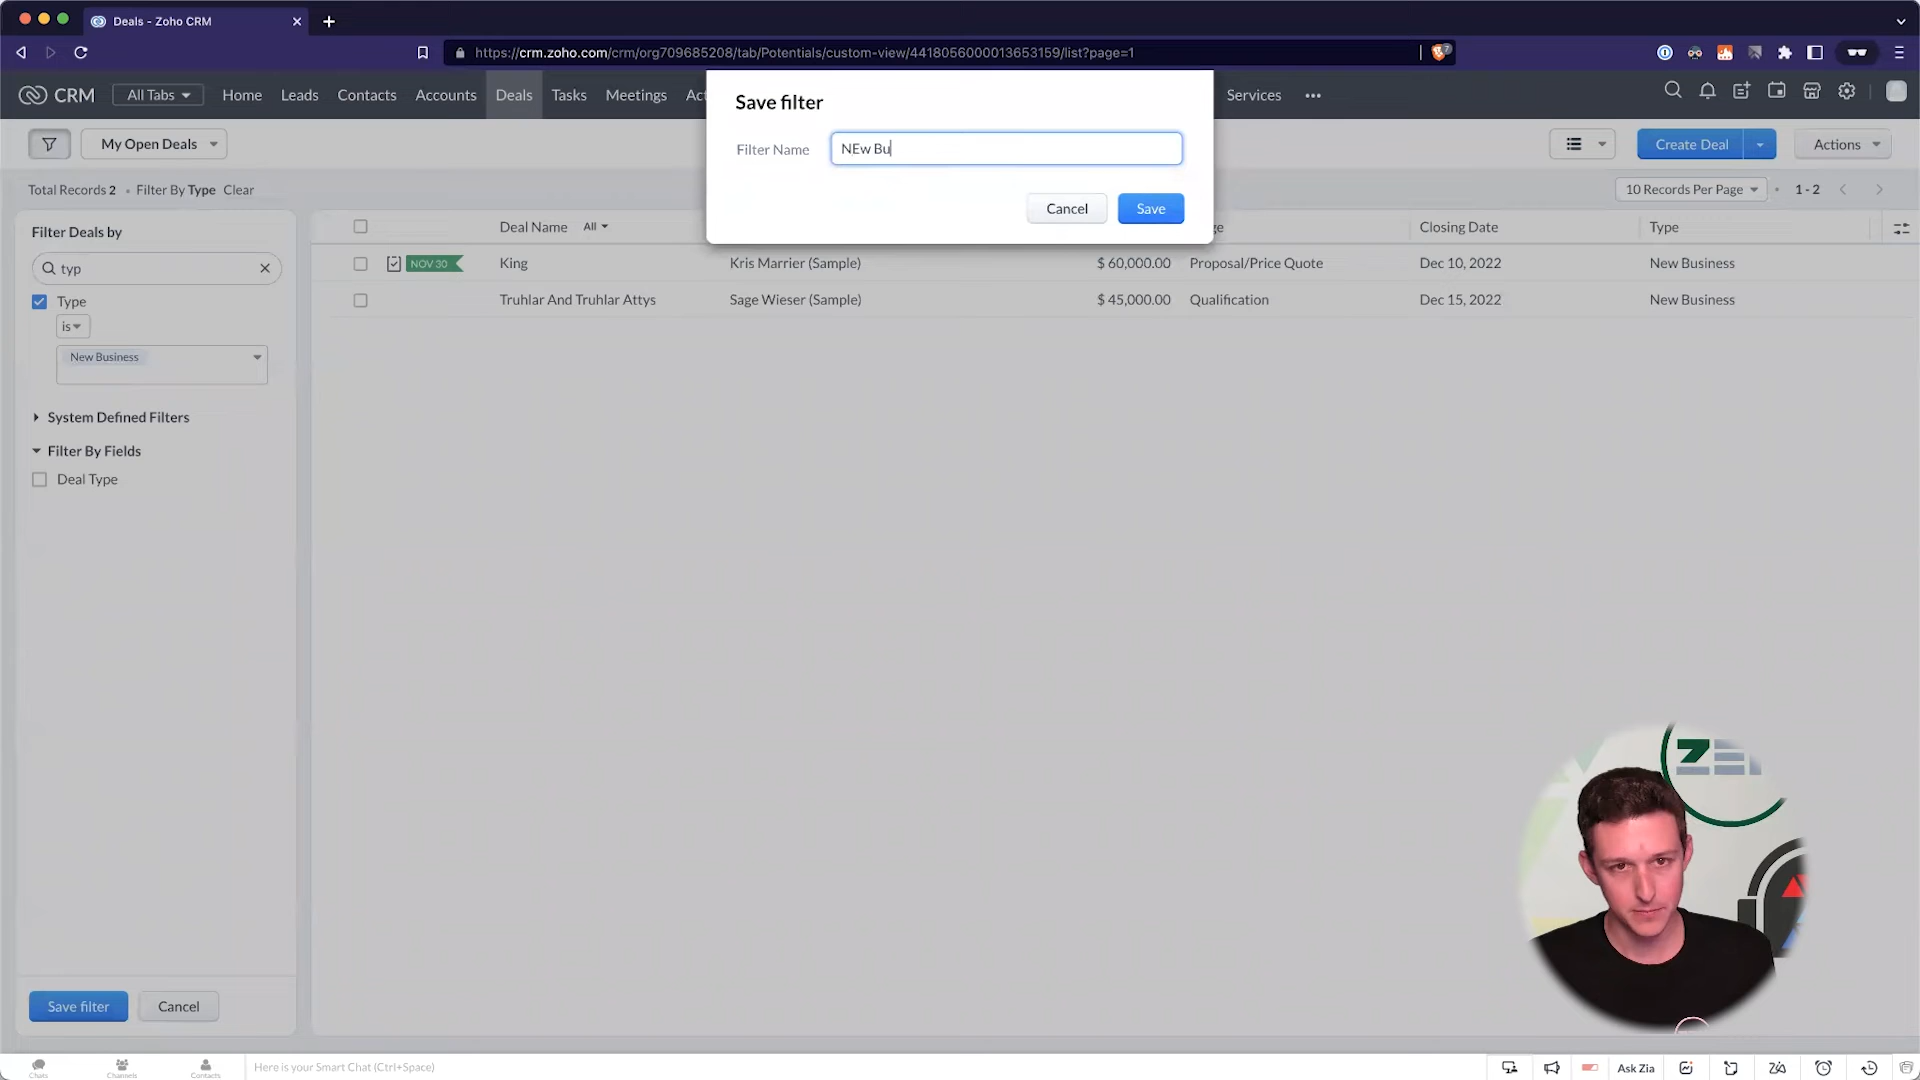 Deals - Zoho CRM
https://crm.zoho.com/crm/org709685208/tab/Potentials/custom-view/4418056000013653159/list?page=1
7
CRM
All Tabs
Home
Leads
Contacts
Accounts
Deals
Tasks
Meetings
Act
Services
Save filter
Filter Name
NEw Bu
Cancel
Save
My Open Deals
Create Deal
Actions
Total Records 2 • Filter By Type Clear
10 Records Per Page
1 - 2
Filter Deals by
typ
Type
is
New Business
System Defined Filters
Filter By Fields
Deal Type
Save filter
Cancel
Deal Name All
ge
Closing Date
Type
NOV 30
King
Kris Marrier (Sample)
$ 60,000.00
Proposal/Price Quote
Dec 10, 2022
New Business
Truhlar And Truhlar Attys
Sage Wieser (Sample)
$ 45,000.00
Qualification
Dec 15, 2022
New Business
Chats
Channels
Contacts
Here is your Smart Chat (Ctrl+Space)
Ask Zia